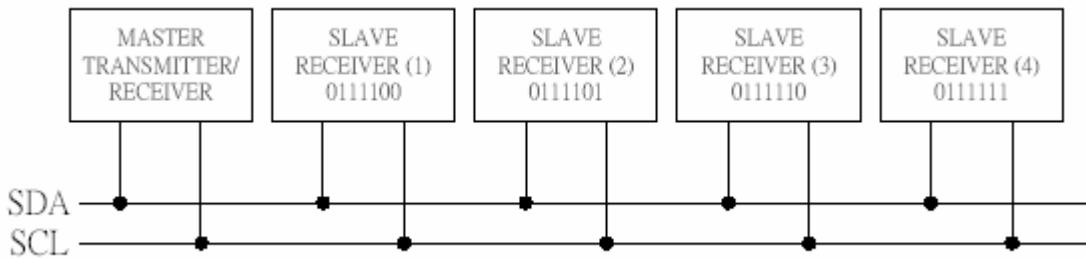 MASTER
TRANSMITTER/
RECEIVER
SLAVE
RECEIVER (1)
0111100
SLAVE
RECEIVER (2)
0111101
SLAVE
RECEIVER (3)
0111110
SLAVE
RECEIVER (4)
0111111
SDA
SCL